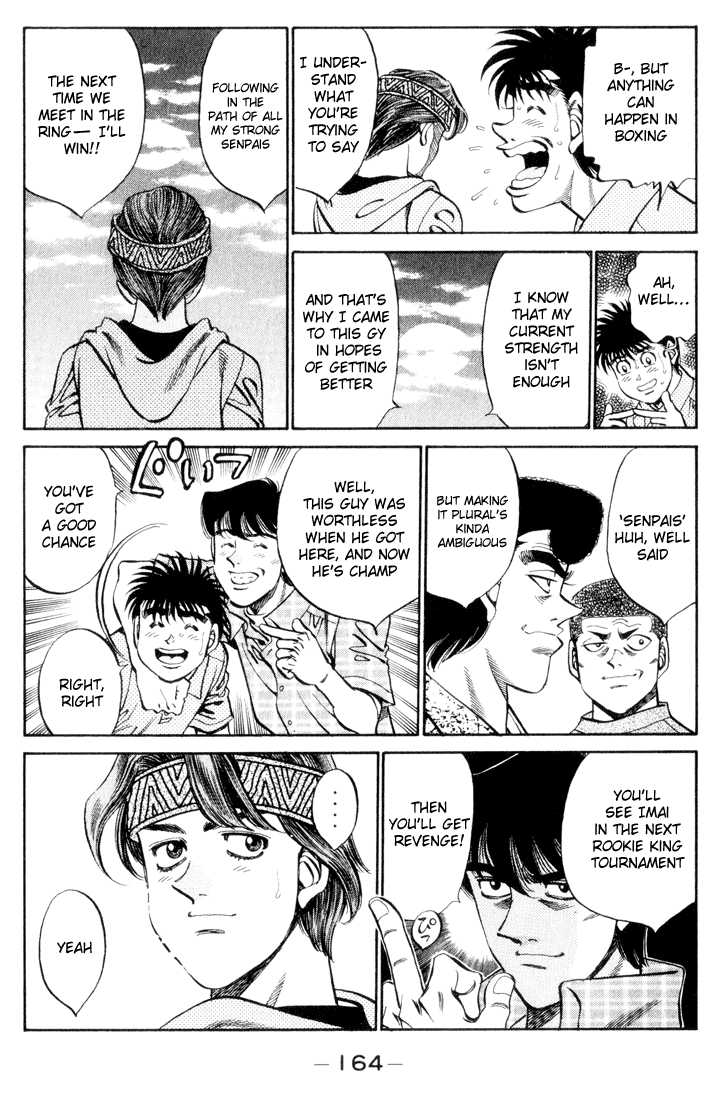 B-, BUT
ANYTHING
CAN
HAPPEN IN
BOXING
I UNDER-
STAND
WHAT
YOU'RE
TRYING
TO SAY
FOLLOWING
IN THE
PATH OF ALL
MY STRONG
SENPAIS
THE NEXT
TIME WE
MEET IN THE
RING— I'LL
WIN!!
AH,
WELL...
I KNOW
THAT MY
CURRENT
STRENGTH
ISN'T
ENOUGH
AND THAT'S
WHY I CAME
TO THIS GY
IN HOPES
OF GETTING
BETTER
'SENPAIS'
HUH, WELL
SAID
BUT MAKING
IT PLURAL'S
KINDA
AMBIGUOUS
WELL,
THIS GUY WAS
WORTHLESS
WHEN HE GOT
HERE, AND NOW
HE'S CHAMP
ぐいっ
YOU'VE
GOT
A GOOD
CHANCE
RIGHT,
RIGHT
YOU'LL
SEE IMAI
IN THE NEXT
ROOKIE KING
TOURNAMENT
THEN
YOU'LL GET
REVENGE!
ぴっ
....
YEAH
— 164 —